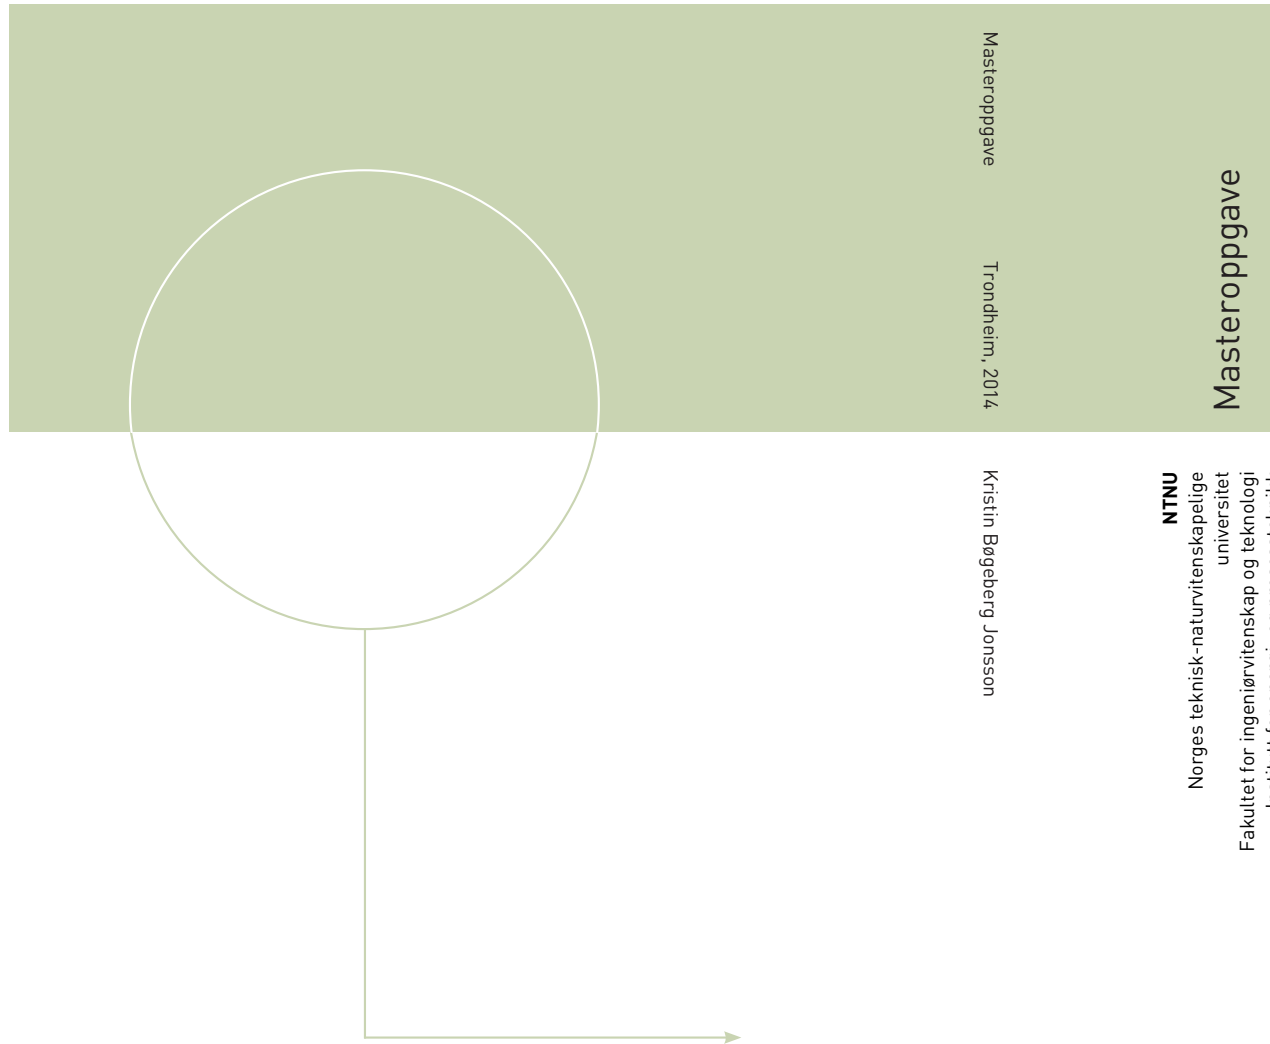 Masteroppgave
Trondheim, 2014
Kristin Bøgeberg Jonsson
Masteroppgave
NTNU
Norges teknisk-naturvitenskapelige
universitet
Fakultet for ingeniørvitenskap og teknologi